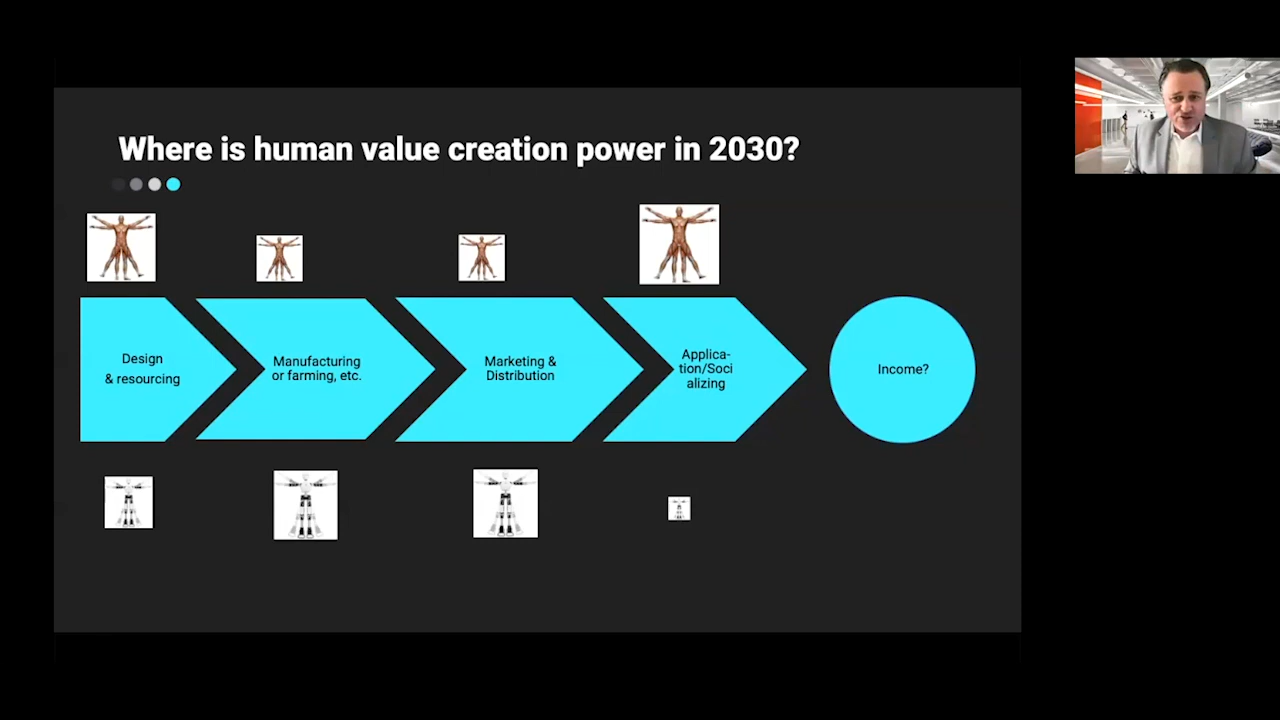 Where is human value creation power in 2030?
Design
& resourcing
Manufacturing
or farming, etc.
Marketing &
Distribution
Applica-
tion/Soci
alizing
Income?